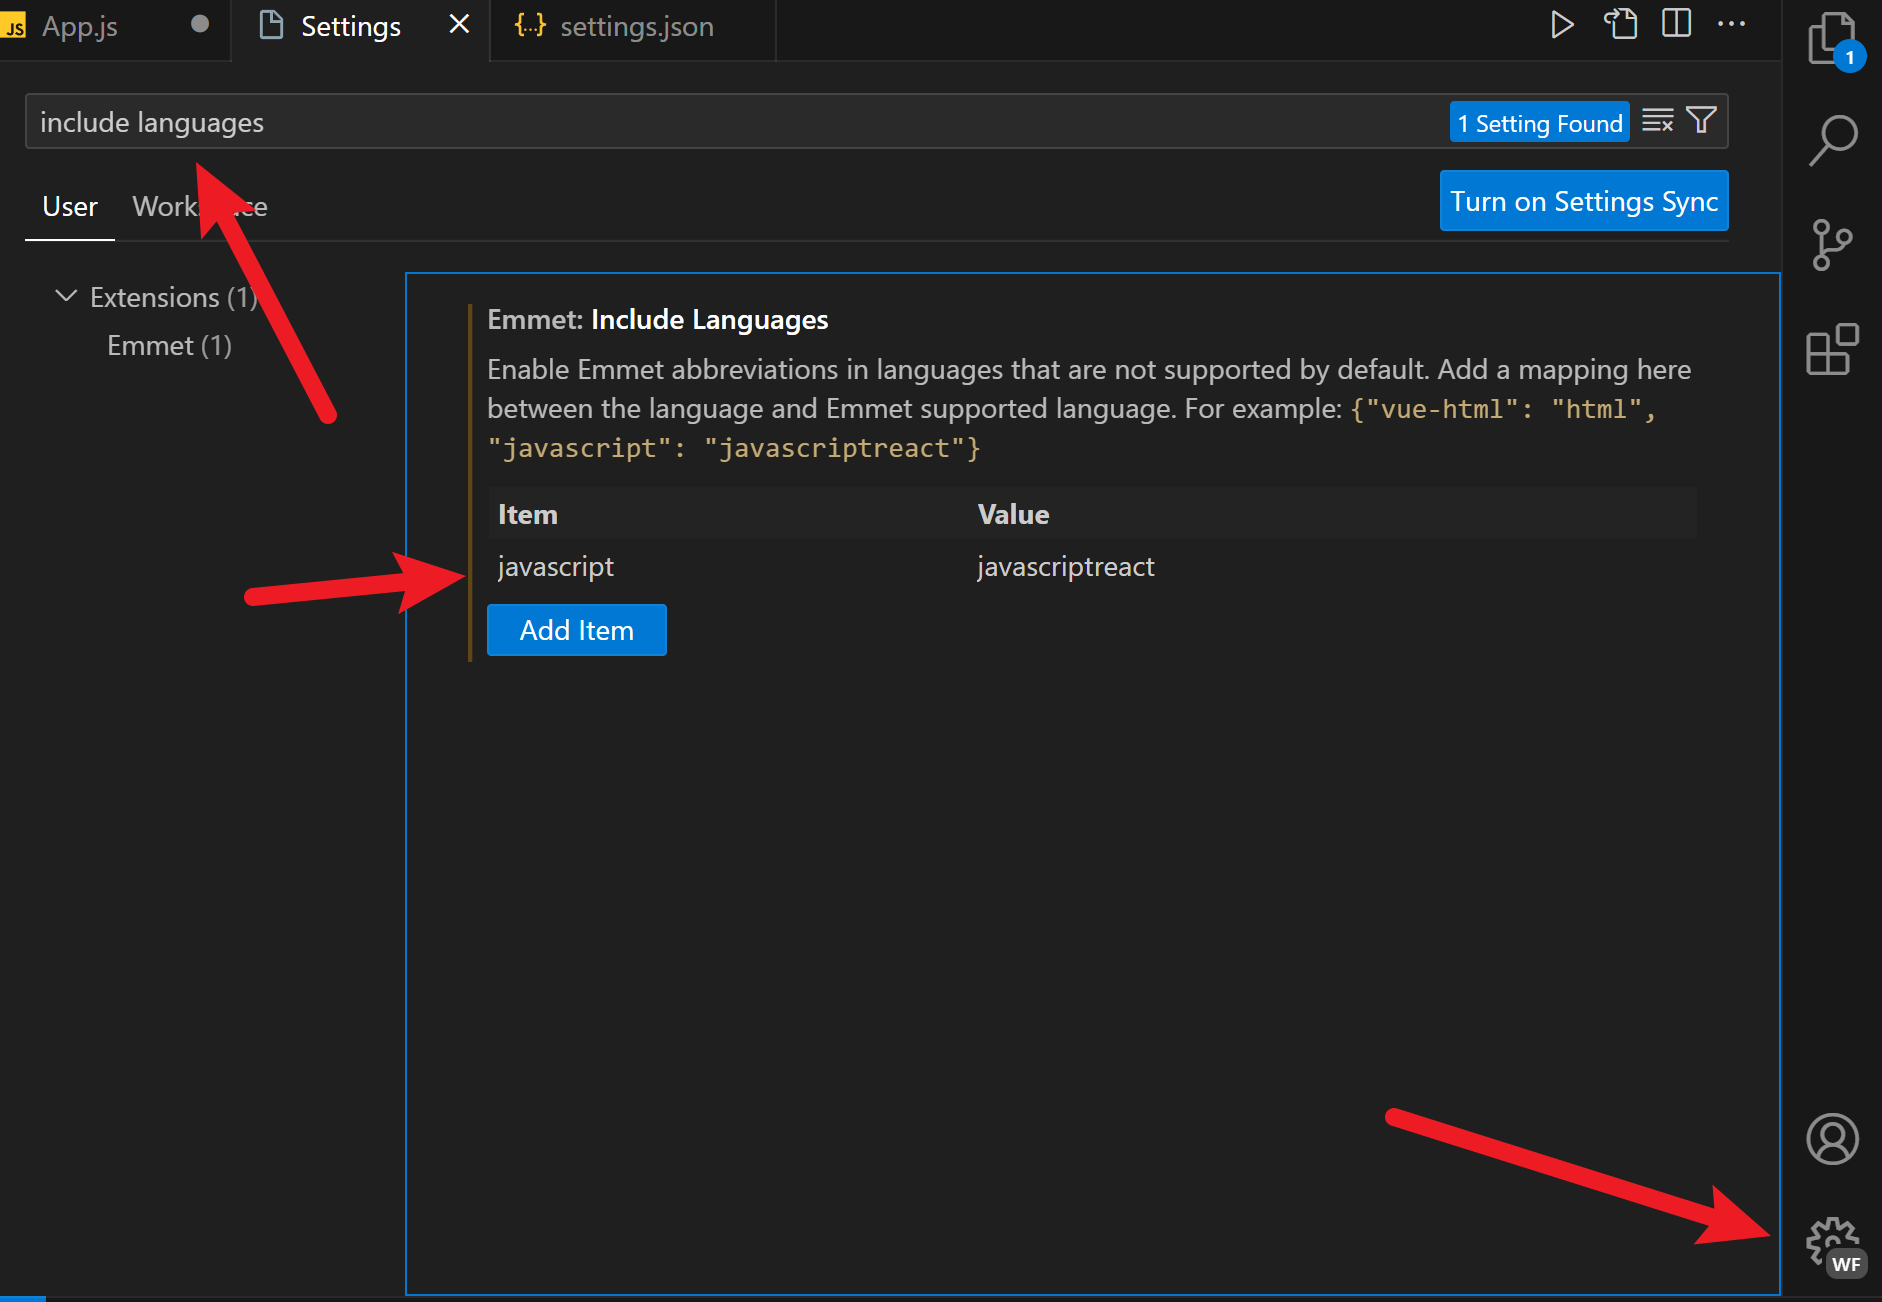 JS App.js
Settings
{...} settings.json
1
include languages
1 Setting Found
User
Workspace
Turn on Settings Sync
Extensions (1)
Emmet (1)
Emmet: Include Languages
Enable Emmet abbreviations in languages that are not supported by default. Add a mapping here
between the language and Emmet supported language. For example: {"vue-html": "html",
"javascript": "javascriptreact"}
Item Value
javascript javascriptreact
Add Item
WF